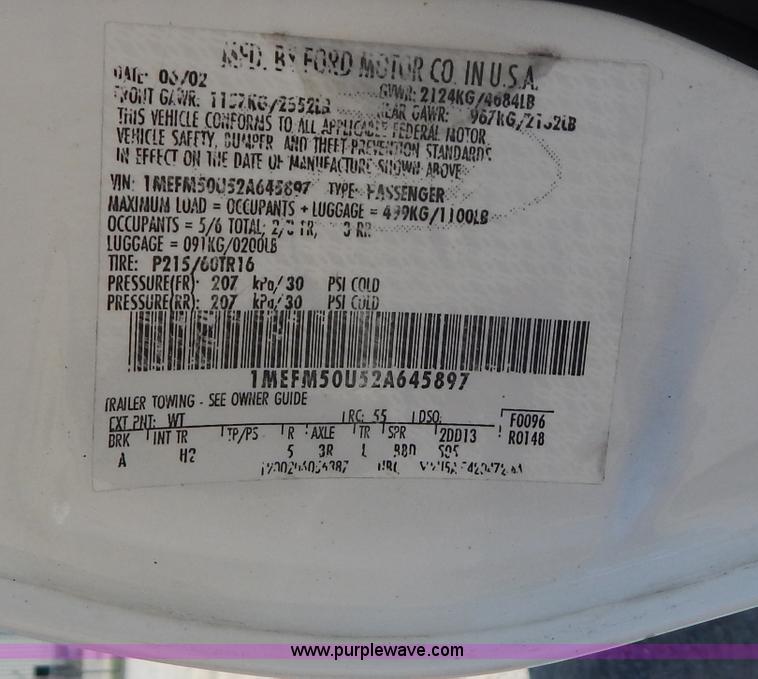 MFD. BY FORD MOTOR CO. IN U.S.A.
DATE: 06/02 GVWR: 2124KG/4684LB
FRONT GAWR: 1157KG/2552LB REAR GAWR: 967KG/2132LB
THIS VEHICLE CONFORMS TO ALL APPLICABLE FEDERAL MOTOR
VEHICLE SAFETY, BUMPER, AND THEFT PREVENTION STANDARDS
IN EFFECT ON THE DATE OF MANUFACTURE SHOWN ABOVE
VIN: 1MEFM50U52A645897 TYPE: PASSENGER
MAXIMUM LOAD = OCCUPANTS + LUGGAGE = 499KG/1100LB
OCCUPANTS = 5/6 TOTAL; 2/3 FR, 3 RR
LUGGAGE = 091KG/0200LB
TIRE: P215/60TR16
PRESSURE(FR): 207 kPa/30 PSI COLD
PRESSURE(RR): 207 kPa/30 PSI COLD
1MEFM50U52A645897
TRAILER TOWING - SEE OWNER GUIDE
EXT PNT: WT RC: 55 DSO: F0096
BRK INT TR TP/PS R AXLE TR SPR 2DD13 R0148
A H2 5 3R L BBDD 505
www.purplewave.com